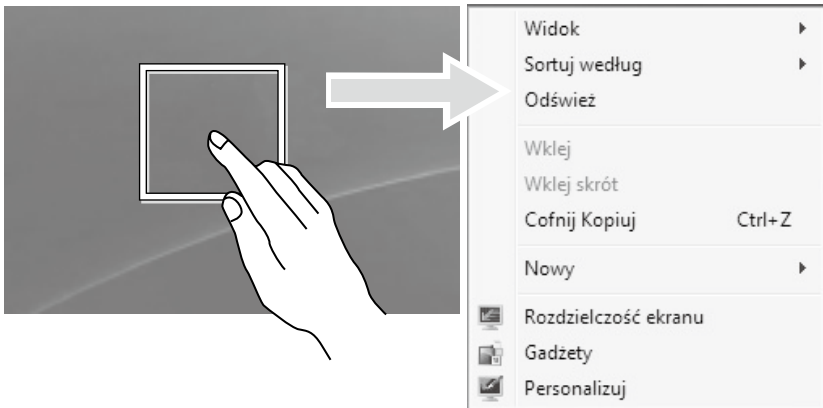 Widok
Sortuj według
Odśwież
Wklej
Wklej skrót
Cofnij Kopiuj Ctrl+Z
Nowy
Rozdzielczość ekranu
Gadżety
Personalizuj